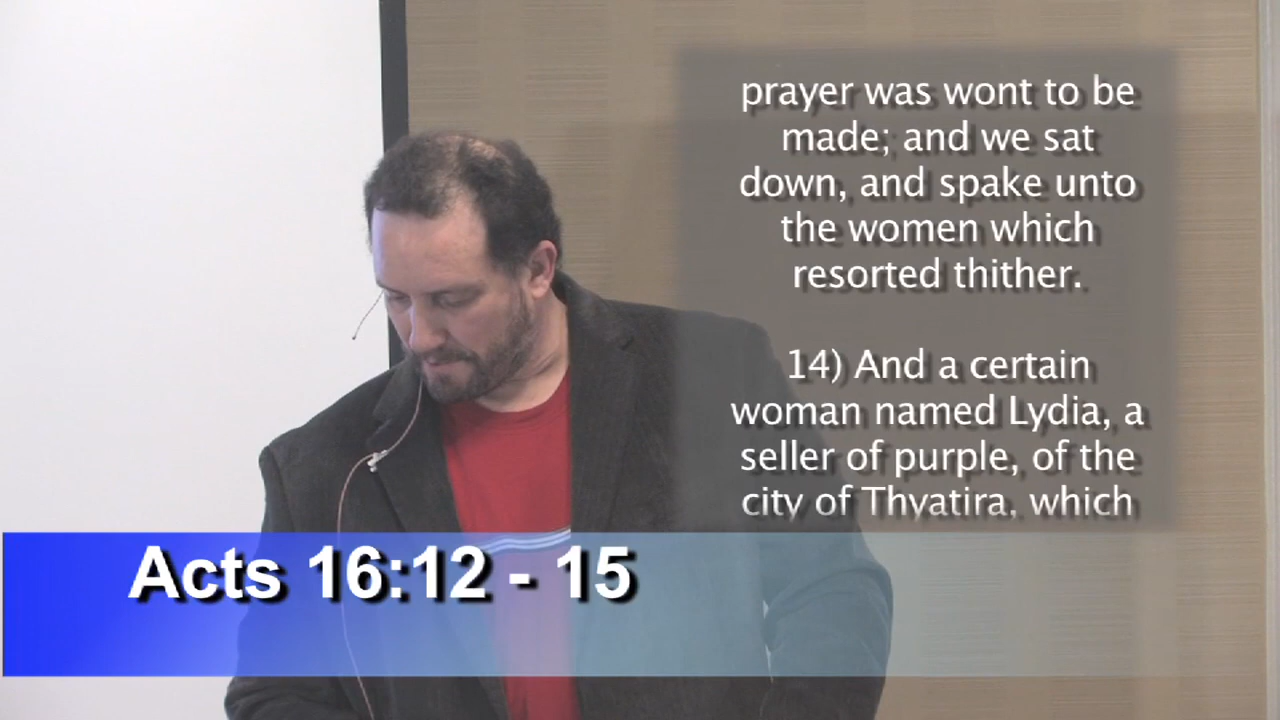 prayer was wont to be
made; and we sat
down, and spake unto
the women which
resorted thither.
14) And a certain
woman named Lydia, a
seller of purple, of the
city of Thyatira, which
Acts 16:12 - 15